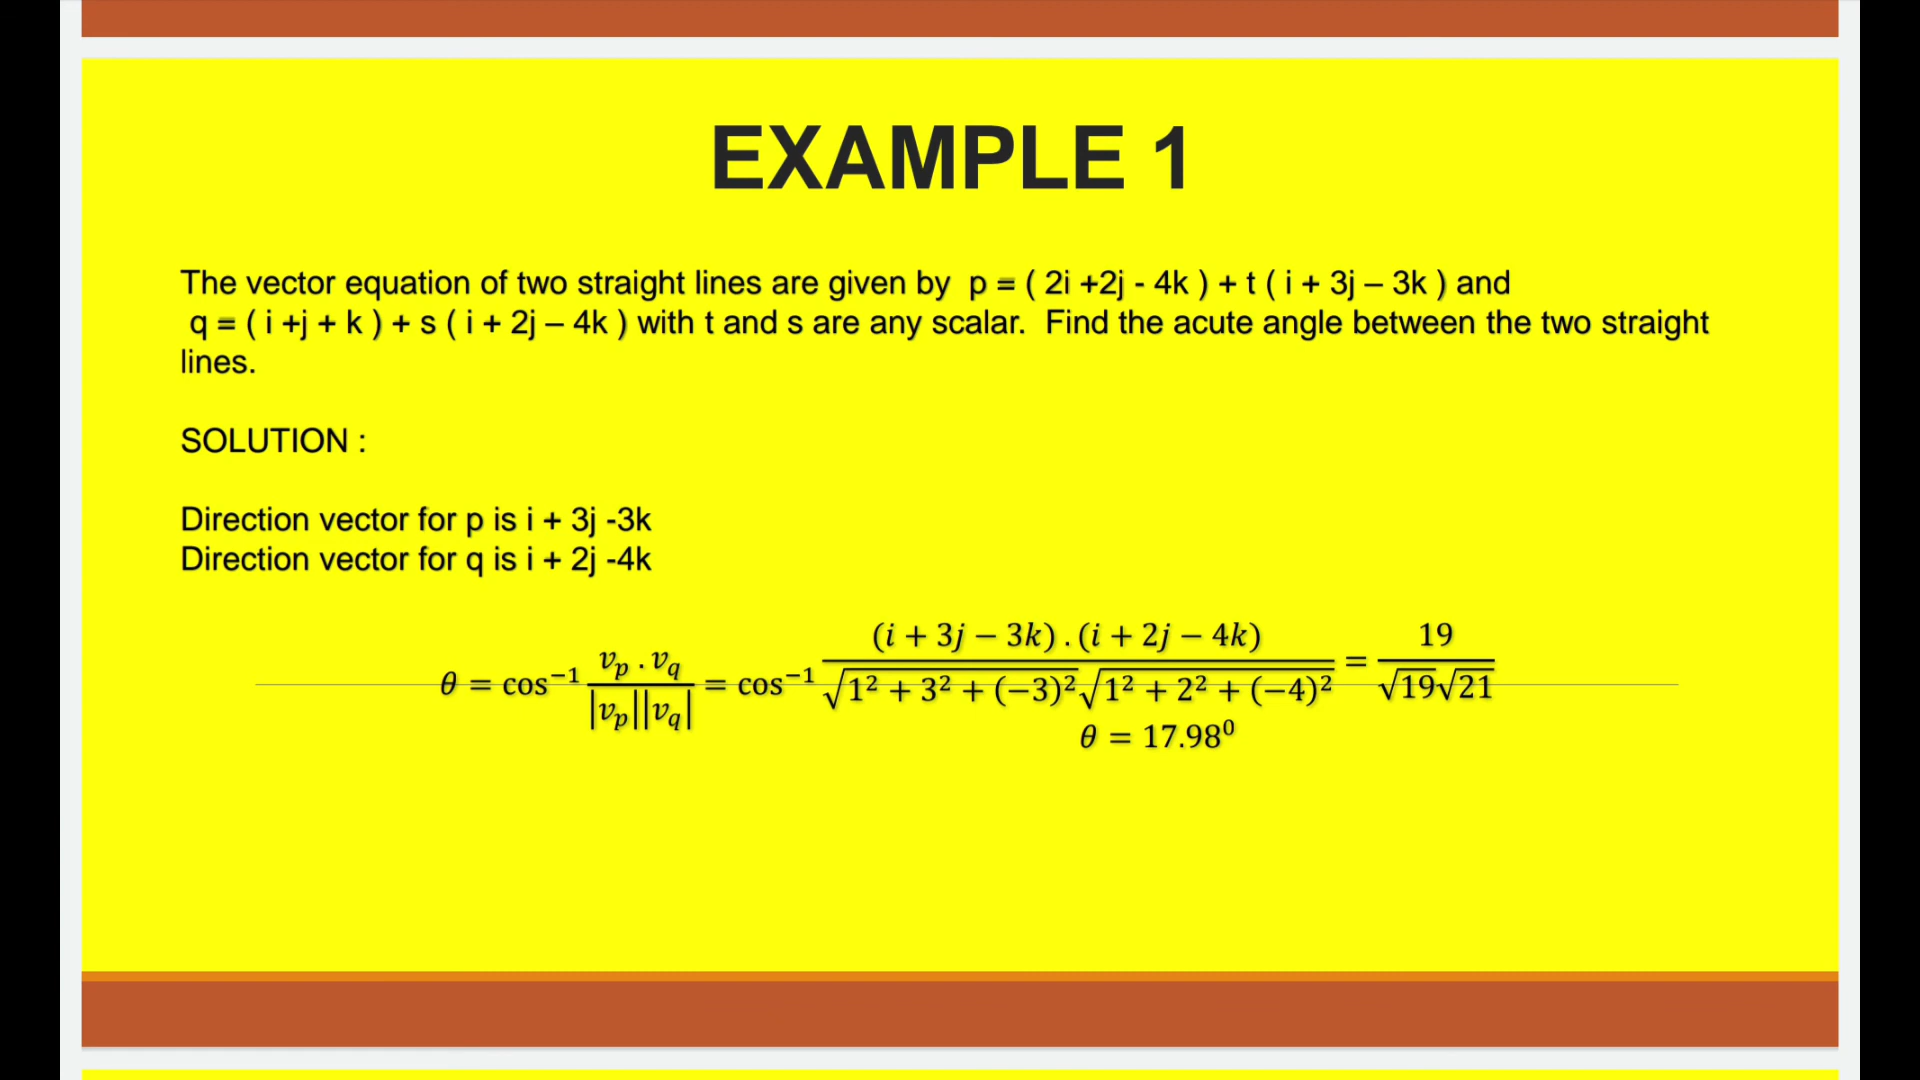 EXAMPLE 1
The vector equation of two straight lines are given by p = ( 2i +2j - 4k ) + t ( i + 3j – 3k ) and
q = ( i +j + k ) + s ( i + 2j – 4k ) with t and s are any scalar. Find the acute angle between the two straight
lines.
SOLUTION :
Direction vector for p is i + 3j -3k
Direction vector for q is i + 2j -4k
θ = cos⁻¹ (v_p . v_q)/(|v_p||v_q|) = cos⁻¹ ((i + 3j − 3k) . (i + 2j − 4k))/(√(1² + 3² + (−3)²) √(1² + 2² + (−4)²)) = 19/(√19√21)
θ = 17.98⁰